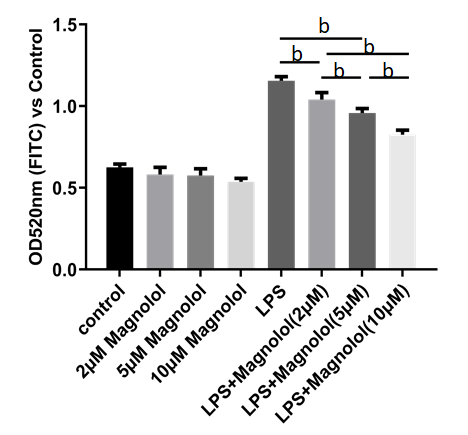 OD520nm (FITC) vs Control
1.5
1.0
0.5
0.0
b
b
b
b
b
control
2μM Magnolol
5μM Magnolol
10μM Magnolol
LPS
LPS+Magnolol(2μM)
LPS+Magnolol((5μM)
LPS+Magnolol((10μM)